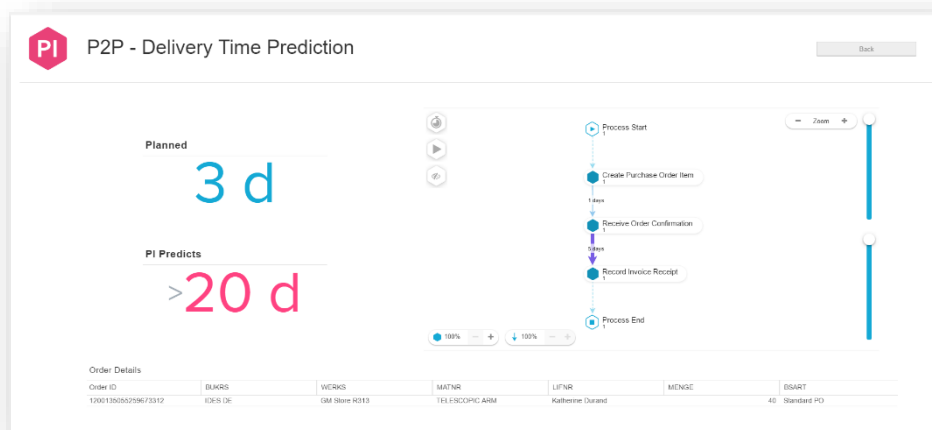 PI P2P - Delivery Time Prediction
Back
Planned
3 d
PI Predicts
>20 d
Process Start
1
Create Purchase Order Item
1
1 days
Receive Order Confirmation
1
5 days
Record Invoice Receipt
1
Process End
1
− Zoom +
100% − +
100% − +
Order Details
Order ID BUKRS WERKS MATNR LIFNR MENGE BSART
1200135055259673312 IDES DE GM Store R313 TELESCOPIC ARM Katherine Durand 40 Standard PO